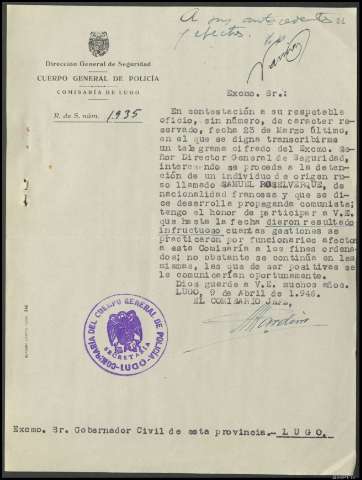 A sus antecedentes
y efectos.
Dirección General de Seguridad
CUERPO GENERAL DE POLICÍA
COMISARÍA DE LUGO
R. de S. núm. 1935
Excmo. Sr.:
En contestación a su respetable
oficio, sin número, de caracter re
servado, fecha 23 de Marzo último,
en el que se digna transcribirme
un telegrama cifrado del Excmo. Se-
ñor Director General de Seguridad,
interesando se proceda a la deten-
ción de un individuo de origen ru-
so llamado SAMUEL ROSELVERQUE, de
nacionalidad francesa y que se di-
ce desarrolla propaganda comunista;
tengo el honor de participar a V.E.
que hasta la fecha dieron resultado
infructuoso cuantas gestiones se
practicaron por funcionarios afectos
a esta Comisaría a los fines ordena-
dos; no obstante se continúa en las
mismas, las que de ser positivas se
le comunicarían oportunamente.
Dios guarde a V.E. muchos años.
LUGO, 9 de Abril de 1.946.
EL COMISARIO JEFE,
COMISARÍA DEL CUERPO GENERAL DE POLICÍA
SECRETARÍA
LUGO
Excmo. Sr. Gobernador Civil de esta provincia.- LUGO.